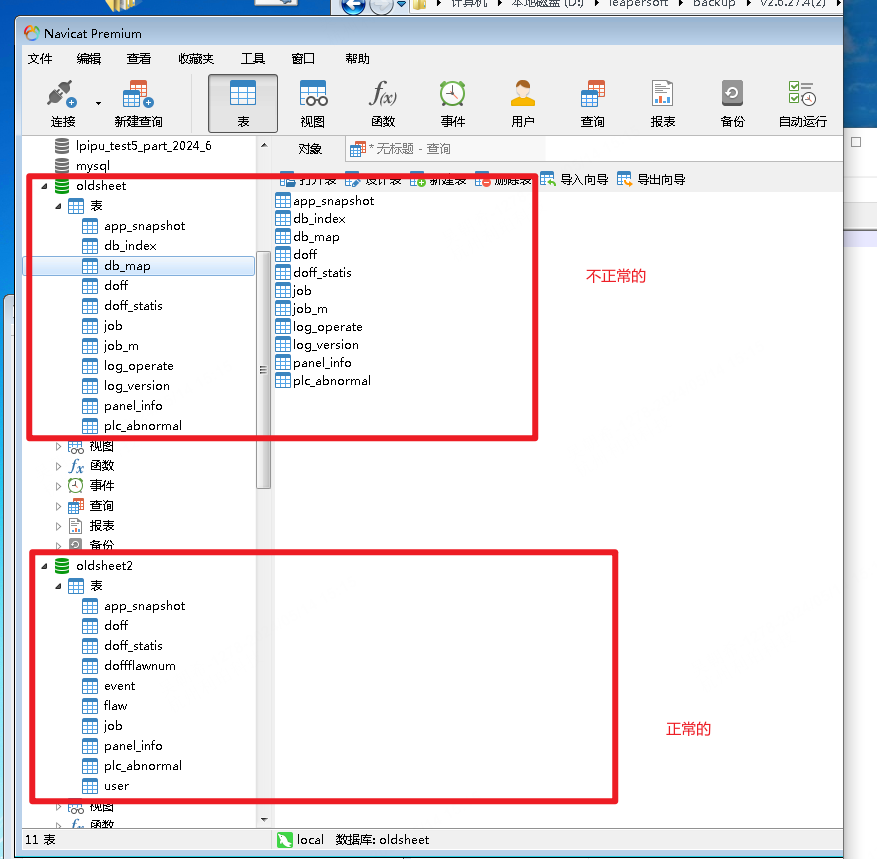 计算机 本地磁盘 (D:) leapersoft backup v2.6.27.4(2)
Navicat Premium
文件 编辑 查看 收藏夹 工具 窗口 帮助
连接 新建查询 表 视图 函数 事件 用户 查询 报表 备份 自动运行
lpipu_test5_part_2024_6
mysql
oldsheet
表
app_snapshot
db_index
db_map
doff
doff_statis
job
job_m
log_operate
log_version
panel_info
plc_abnormal
视图
函数
事件
查询
报表
备份
oldsheet2
表
app_snapshot
doff
doff_statis
doffflawnum
event
flaw
job
panel_info
plc_abnormal
user
视图
函数
对象 * 无标题 - 查询
打开表 设计表 新建表 删除表 导入向导 导出向导
app_snapshot
db_index
db_map
doff
doff_statis
job
job_m
log_operate
log_version
panel_info
plc_abnormal
不正常的
正常的
11 表 local 数据库: oldsheet